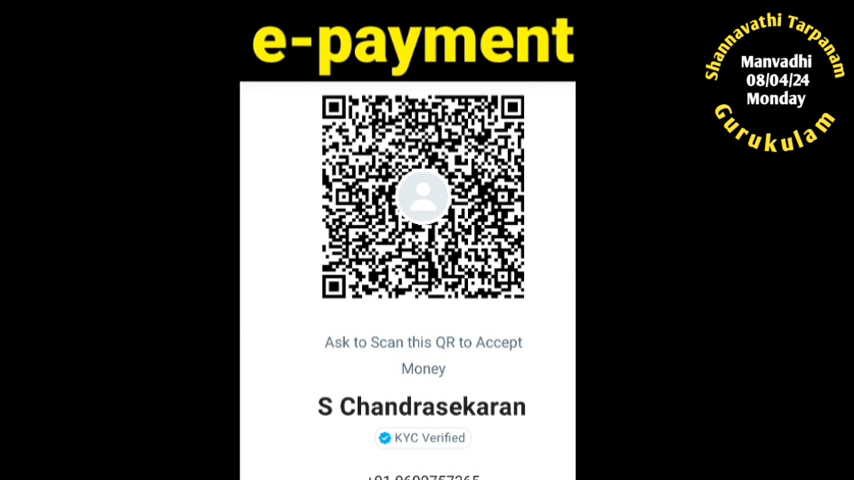 e-payment
Shannavathi Tarpanam
Manvadhi
08/04/24
Monday
Gurukulam
Ask to Scan this QR to Accept
Money
S Chandrasekaran
KYC Verified